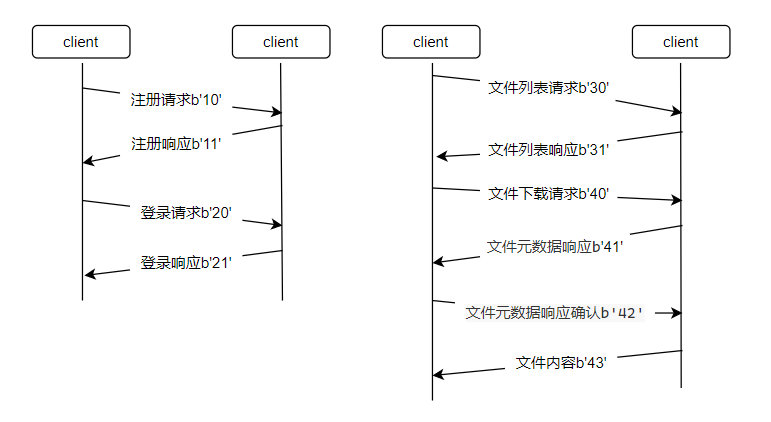 client
client
注册请求b'10'
注册响应b'11'
登录请求b'20'
登录响应b'21'
client
client
文件列表请求b'30'
文件列表响应b'31'
文件下载请求b'40'
文件元数据响应b'41'
文件元数据响应确认b'42'
文件内容b'43'